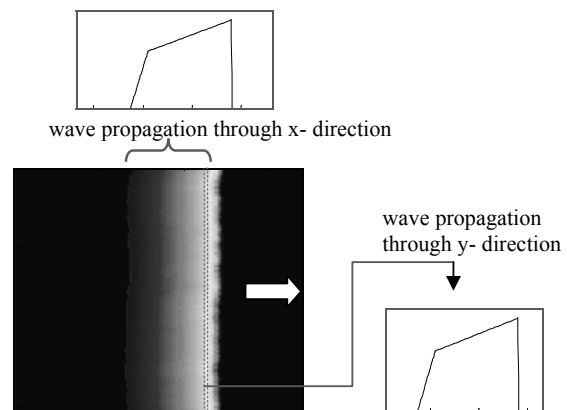 wave propagation through x- direction
wave propagation
through y- direction